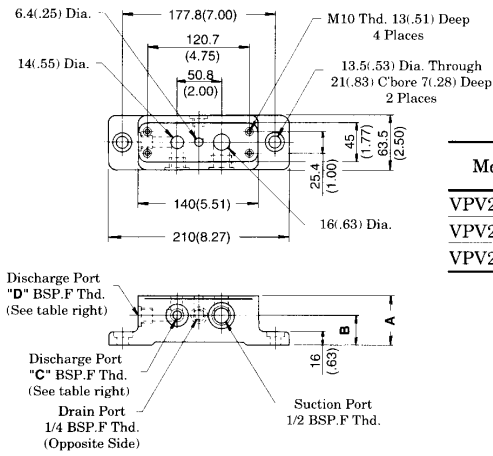 6.4(.25) Dia.
177.8(7.00)
M10 Thd. 13(.51) Deep
4 Places
120.7
(4.75)
14(.55) Dia.
50.8
(2.00)
13.5(.53) Dia. Through
21(.83) C'bore 7(.28) Deep
2 Places
45
(1.77)
63.5
(2.50)
25.4
(1.00)
140(5.51)
16(.63) Dia.
210(8.27)
VPV2
VPV2
VPV2
Discharge Port
"D" BSP.F Thd.
(See table right)
B
A
16
(.63)
Discharge Port
"C" BSP.F Thd.
(See table right)
Drain Port
1/4 BSP.F Thd.
(Opposite Side)
Suction Port
1/2 BSP.F Thd.